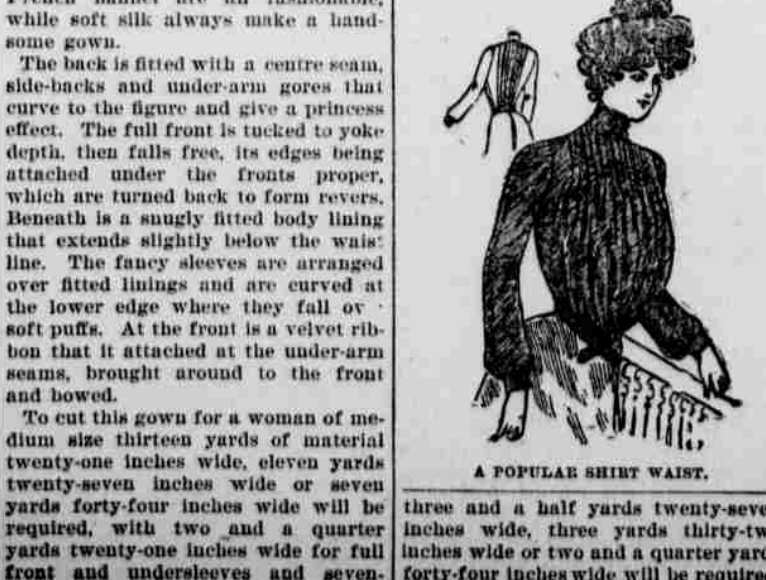 French manner are all fashionable,
while soft silk always make a hand-
some gown.
The back is fitted with a centre seam,
side-backs and under-arm gores that
curve to the figure and give a princess
effect. The full front is tucked to yoke
depth, then falls free, its edges being
attached under the fronts proper,
which are turned back to form revers.
Beneath is a snugly fitted body lining
that extends slightly below the waist
line. The fancy sleeves are arranged
over fitted linings and are curved at
the lower edge where they fall ov
soft puffs. At the front is a velvet rib-
bon that it attached at the under-arm
seams, brought around to the front
and bowed.
To cut this gown for a woman of me-
dium size thirteen yards of material
twenty-one inches wide, eleven yards
twenty-seven inches wide or seven
yards forty-four inches wide will be
required, with two and a quarter
yards twenty-one inches wide for full
front and undersleeves and seven-
A POPULAR SHIRT WAIST.
three and a half yards twenty-seve
inches wide, three yards thirty-tw
inches wide or two and a quarter yard
forty-four inches wide will be require